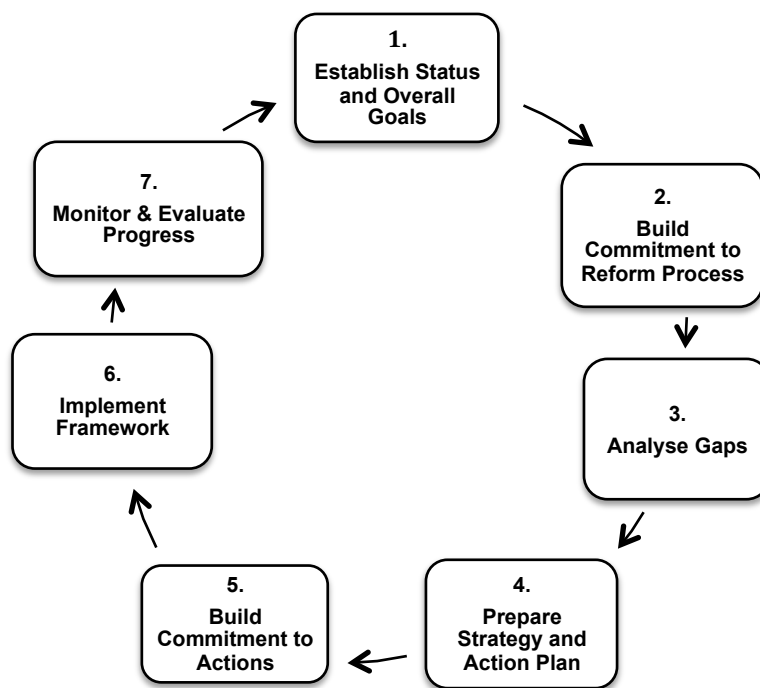 1.
Establish Status
and Overall
Goals
2.
Build
Commitment to
Reform Process
3.
Analyse Gaps
4.
Prepare
Strategy and
Action Plan
5.
Build
Commitment to
Actions
6.
Implement
Framework
7.
Monitor & Evaluate
Progress